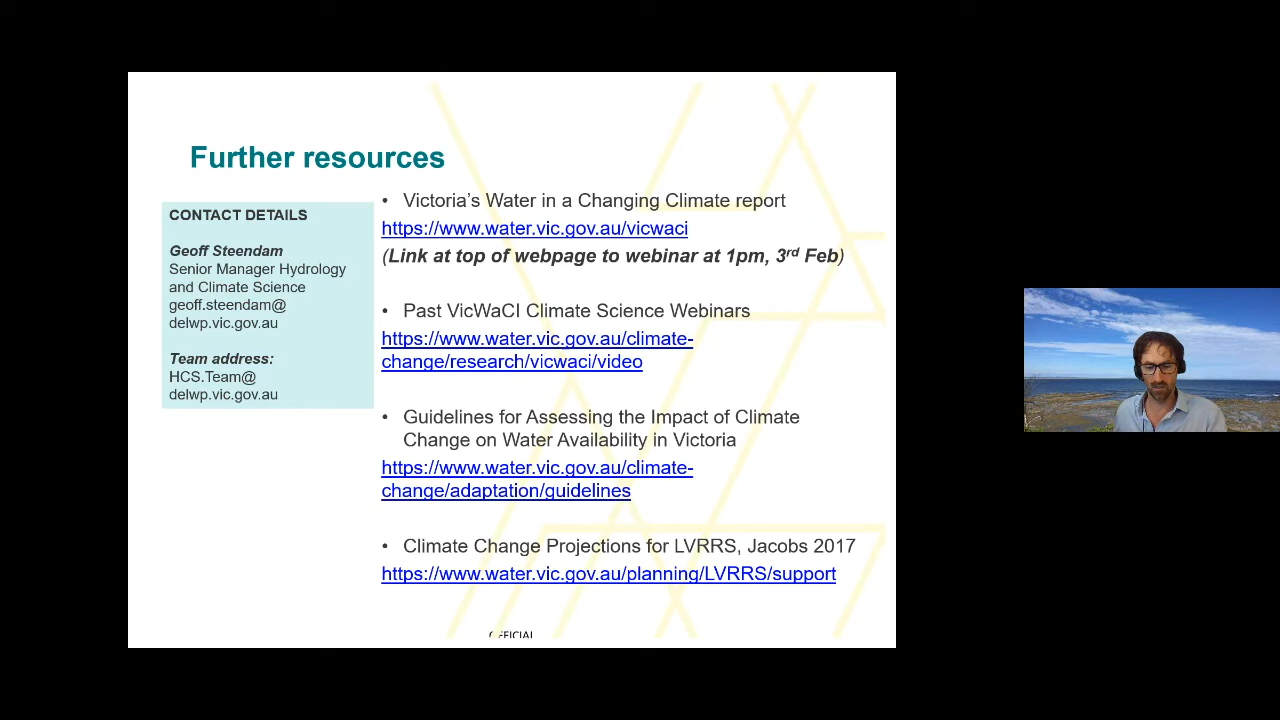 Further resources
CONTACT DETAILS
Geoff Steendam
Senior Manager Hydrology
and Climate Science
geoff.steendam@
delwp.vic.gov.au
Team address:
HCS.Team@
delwp.vic.gov.au
• Victoria's Water in a Changing Climate report
https://www.water.vic.gov.au/vicwaci
(Link at top of webpage to webinar at 1pm, 3rd Feb)
• Past VicWaCI Climate Science Webinars
https://www.water.vic.gov.au/climate-
change/research/vicwaci/video
• Guidelines for Assessing the Impact of Climate
Change on Water Availability in Victoria
https://www.water.vic.gov.au/climate-
change/adaptation/guidelines
• Climate Change Projections for LVRRS, Jacobs 2017
https://www.water.vic.gov.au/planning/LVRRS/support
OFFICIAL